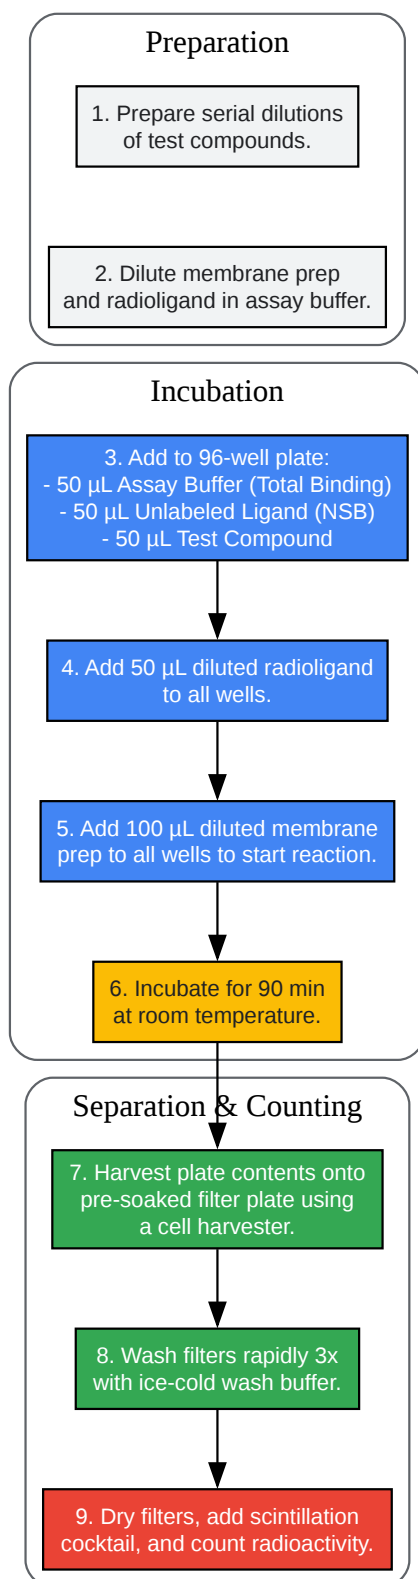 Preparation
1. Prepare serial dilutions
of test compounds.
2. Dilute membrane prep
and radioligand in assay buffer.
Incubation
3. Add to 96-well plate:
- 50 µL Assay Buffer (Total Binding)
- 50 µL Unlabeled Ligand (NSB)
- 50 µL Test Compound
4. Add 50 µL diluted radioligand
to all wells.
5. Add 100 µL diluted membrane
prep to all wells to start reaction.
6. Incubate for 90 min
at room temperature.
Separation & Counting
7. Harvest plate contents onto
pre-soaked filter plate using
a cell harvester.
8. Wash filters rapidly 3x
with ice-cold wash buffer.
9. Dry filters, add scintillation
cocktail, and count radioactivity.